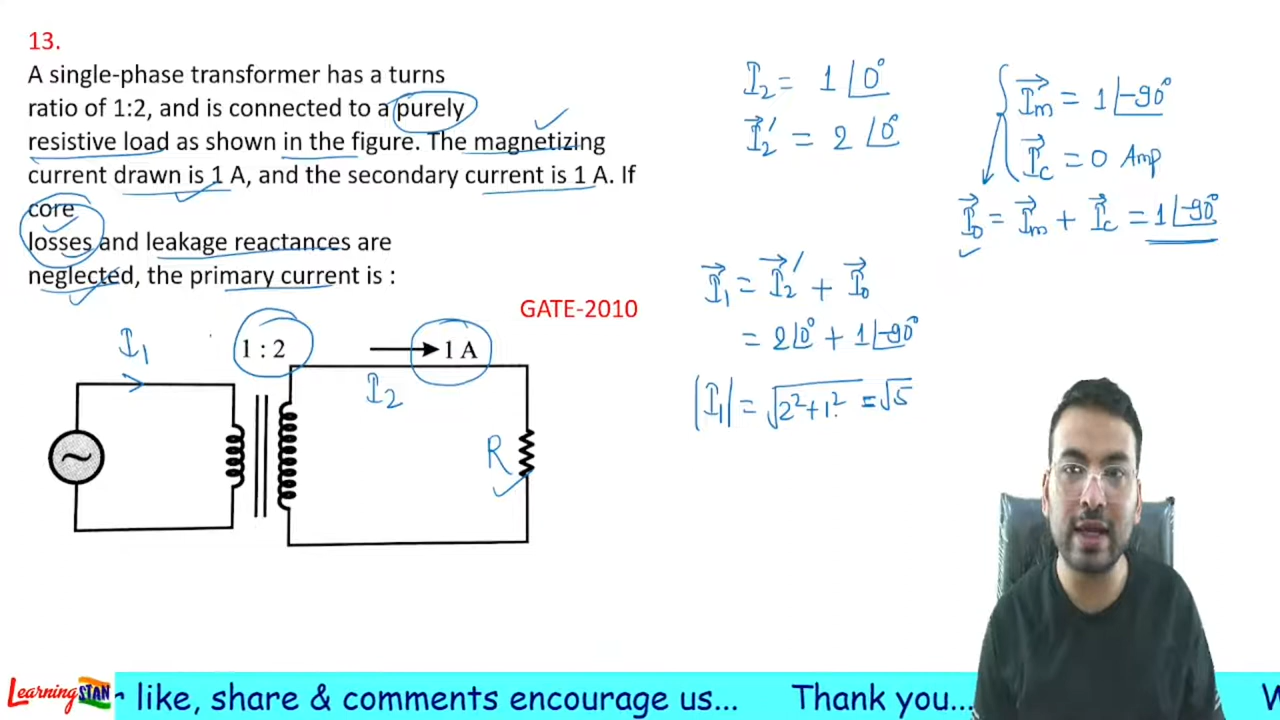 13.
A single-phase transformer has a turns
ratio of 1:2, and is connected to a purely
resistive load as shown in the figure. The magnetizing
current drawn is 1 A, and the secondary current is 1 A. If
core
losses and leakage reactances are
neglected, the primary current is :
GATE-2010
I₁
1 : 2
1 A
I₂
R
I₂ = 1 ∠0°
I₂′ = 2 ∠0°
Iₘ = 1 ∠-90°
I꜀ = 0 Amp
I₀ = Iₘ + I꜀ = 1 ∠-90°
I₁ = I₂′ + I₀
= 2∠0° + 1∠-90°
|I₁| = √2²+1² = √5
Learning STAN
like, share & comments encourage us... Thank you... W